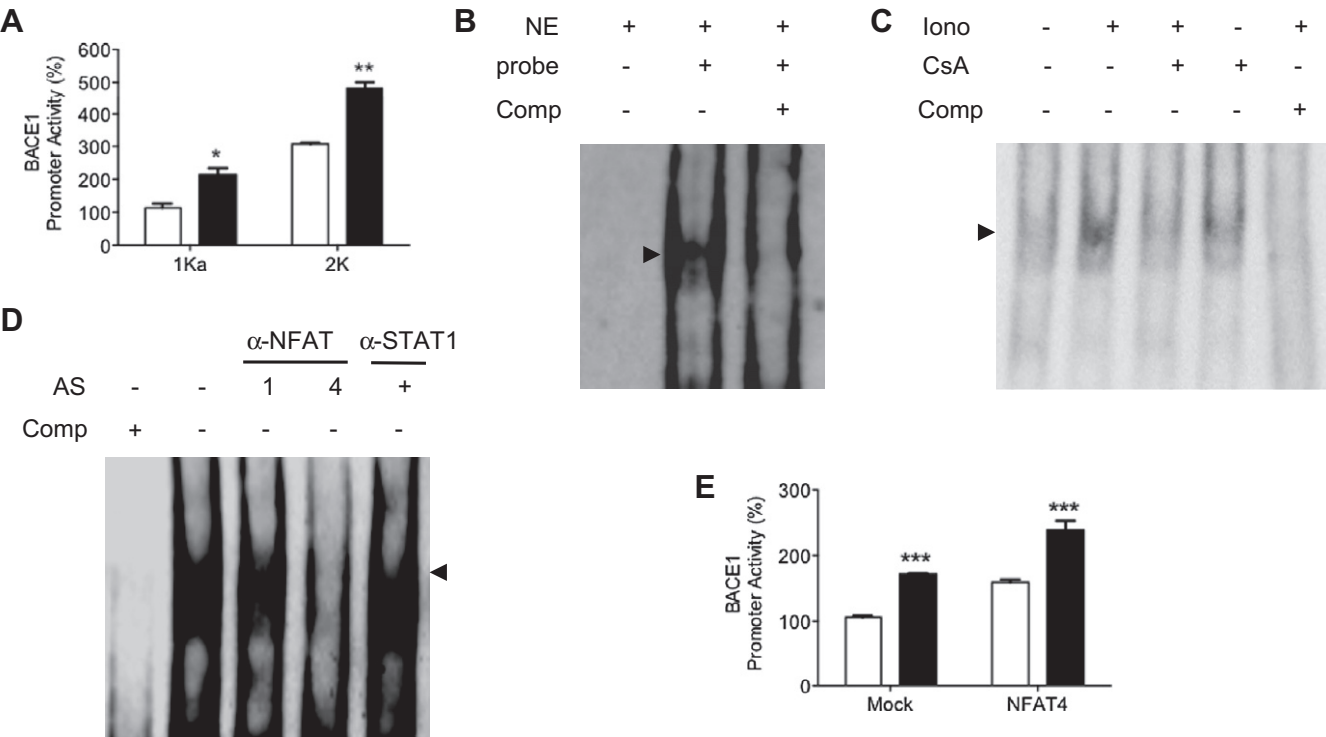 A
BACE1
Promoter Activity (%)
600
500
400
300
200
100
0
*
**
1Ka
2K
B
NE + + +
probe - + +
Comp - - +
C
Iono - + + - +
CsA - - + + -
Comp - - - - +
D
α-NFAT α-STAT1
AS - - 1 4 +
Comp + - - - -
E
BACE1
Promoter Activity (%)
300
200
100
0
***
***
Mock
NFAT4